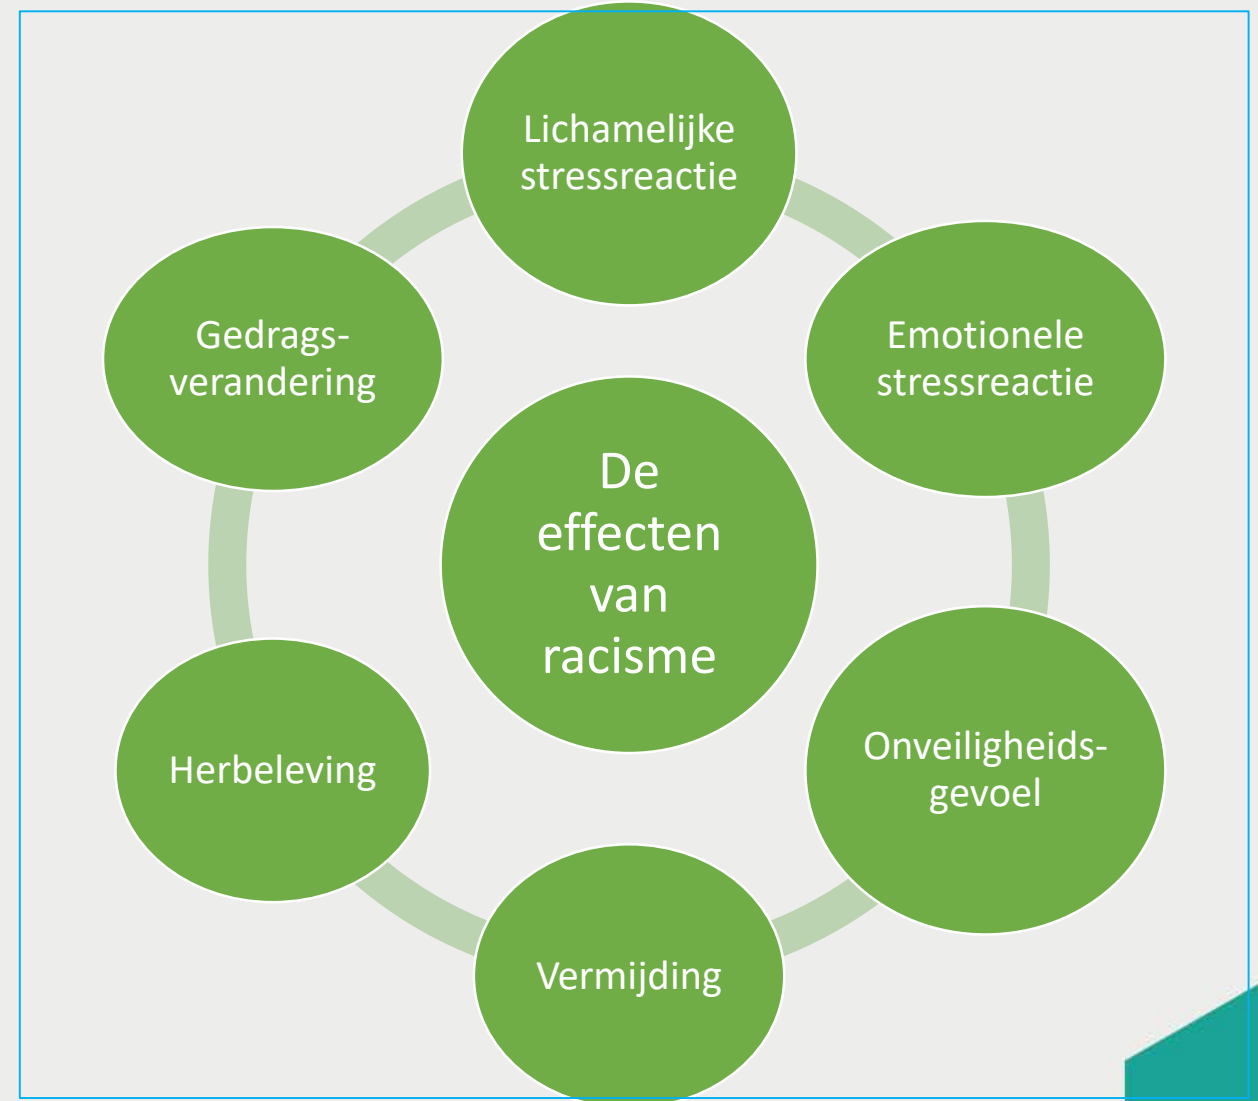 Lichamelijke
stressreactie
Emotionele
stressreactie
Onveiligheids-
gevoel
Vermijding
Herbeleving
Gedrags-
verandering
De
effecten
van
racisme